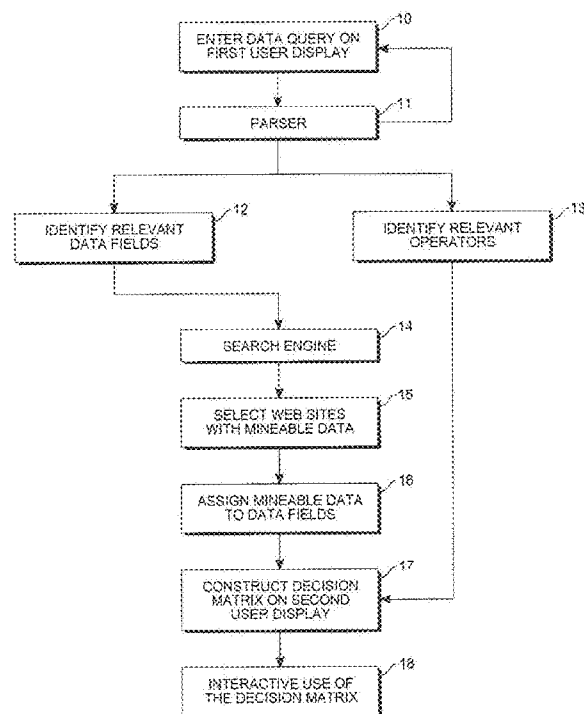 10
ENTER DATA QUERY ON
FIRST USER DISPLAY
11
PARSER
12
IDENTIFY RELEVANT
DATA FIELDS
13
IDENTIFY RELEVANT
OPERATORS
14
SEARCH ENGINE
15
SELECT WEB SITES
WITH MINEABLE DATA
16
ASSIGN MINEABLE DATA
TO DATA FIELDS
17
CONSTRUCT DECISION
MATRIX ON SECOND
USER DISPLAY
18
INTERACTIVE USE OF
THE DECISION MATRIX